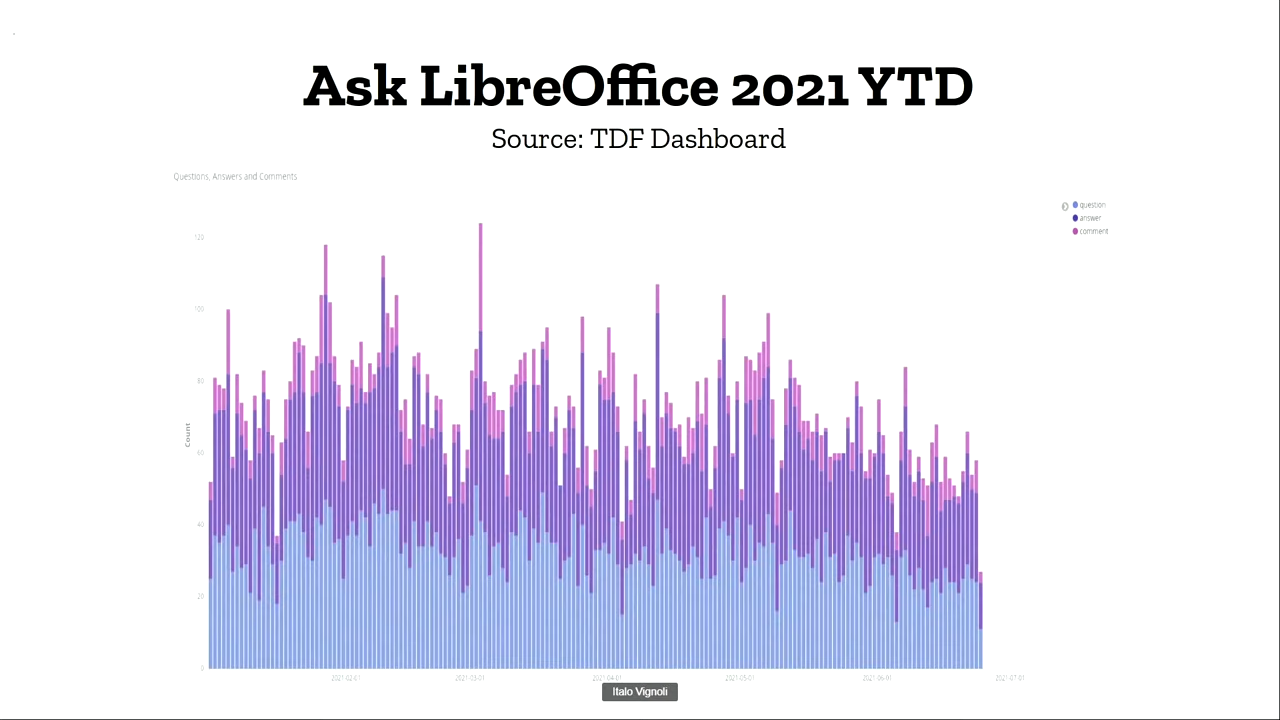 Ask LibreOffice 2021 YTD
Source: TDF Dashboard
Questions, Answers and Comments
question
answer
comment
120
100
80
60
40
20
0
Count
2021-02-01
2021-03-01
2021-04-01
2021-05-01
2021-06-01
2021-07-01
Italo Vignoli